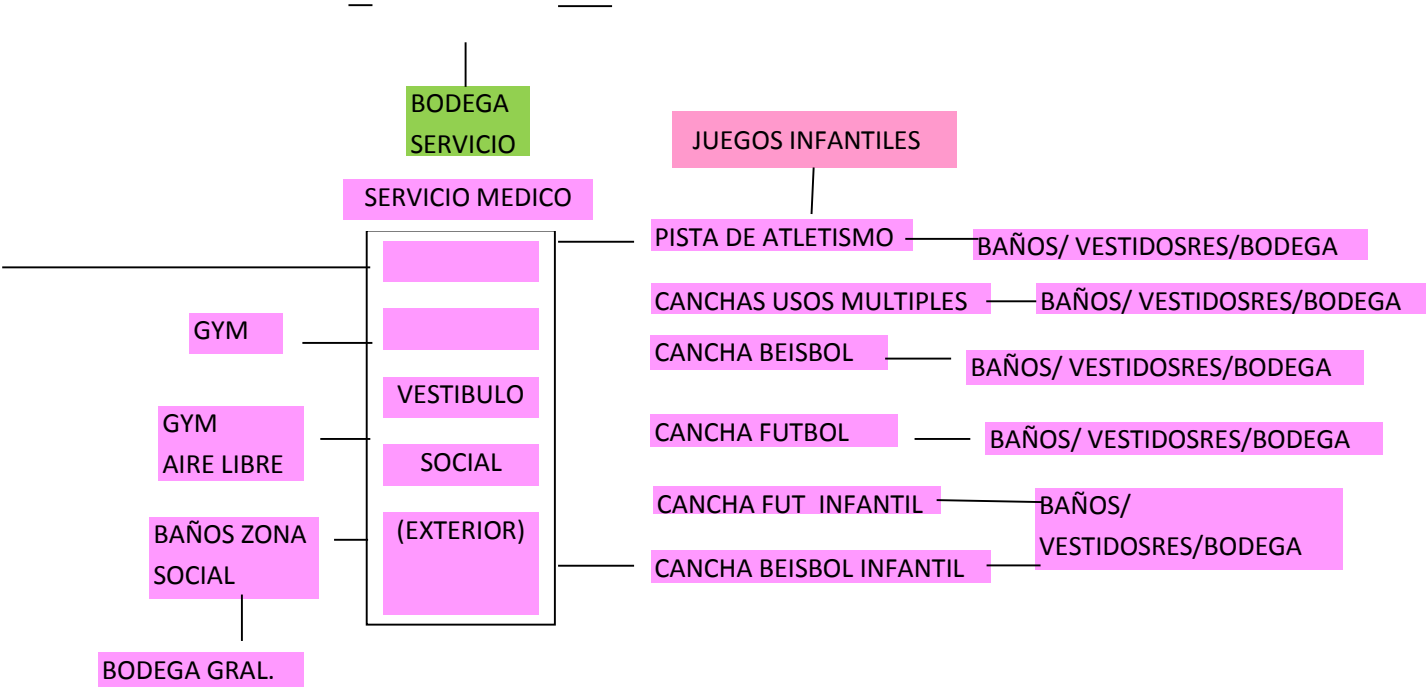 BODEGA
SERVICIO
JUEGOS INFANTILES
SERVICIO MEDICO
PISTA DE ATLETISMO
BAÑOS/ VESTIDOSRES/BODEGA
CANCHAS USOS MULTIPLES
BAÑOS/ VESTIDOSRES/BODEGA
GYM
CANCHA BEISBOL
BAÑOS/ VESTIDOSRES/BODEGA
VESTIBULO
GYM
AIRE LIBRE
CANCHA FUTBOL
BAÑOS/ VESTIDOSRES/BODEGA
SOCIAL
CANCHA FUT INFANTIL
BAÑOS/
VESTIDOSRES/BODEGA
(EXTERIOR)
BAÑOS ZONA
SOCIAL
CANCHA BEISBOL INFANTIL
BODEGA GRAL.